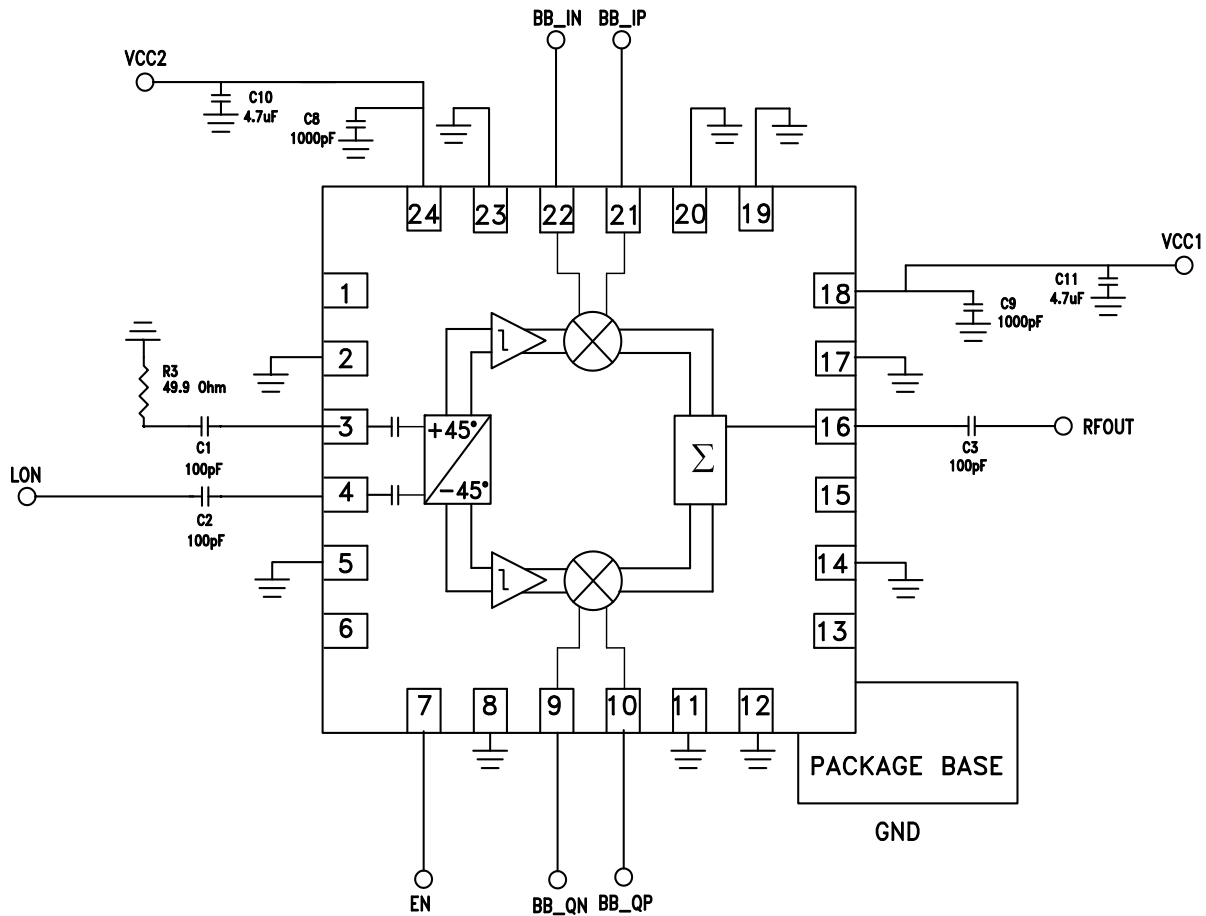 BB_IN BB_IP
VCC2
C10
4.7uF
C8
1000pF
24 23 22 21 20 19
VCC1
C11
4.7uF
C9
1000pF
1 18
2 17
R3
49.9 Ohm
3 +45° 16
C1
100pF
C3
100pF
RFOUT
Σ
LON
4 -45° 15
C2
100pF
5 14
6 13
7 8 9 10 11 12
PACKAGE BASE
GND
EN BB_QN BB_QP